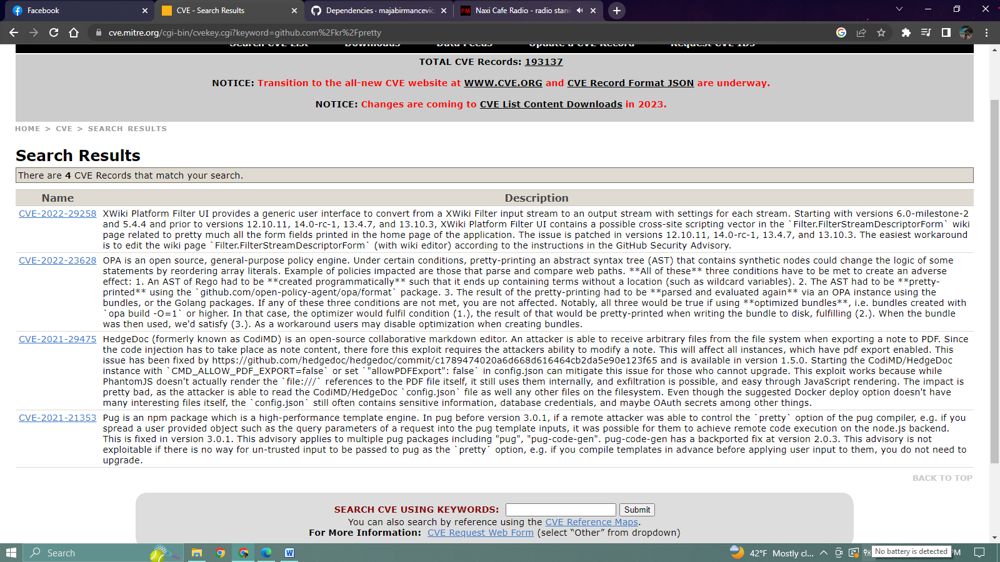 Facebook
CVE - Search Results
Dependencies · majabirmancevic
Naxi Cafe Radio - radio stani
cve.mitre.org/cgi-bin/cvekey.cgi?keyword=github.com%2Fkr%2Fpretty
Search CVE List Downloads Data Feeds Update a CVE Record Request CVE IDs
TOTAL CVE Records: 193137
NOTICE: Transition to the all-new CVE website at WWW.CVE.ORG and CVE Record Format JSON are underway.
NOTICE: Changes are coming to CVE List Content Downloads in 2023.
HOME > CVE > SEARCH RESULTS
Search Results
There are 4 CVE Records that match your search.
Name Description
CVE-2022-29258 XWiki Platform Filter UI provides a generic user interface to convert from a XWiki Filter input stream to an output stream with settings for each stream. Starting with versions 6.0-milestone-2
and 5.4.4 and prior to versions 12.10.11, 14.0-rc-1, 13.4.7, and 13.10.3, XWiki Platform Filter UI contains a possible cross-site scripting vector in the `Filter.FilterStreamDescriptorForm` wiki
page related to pretty much all the form fields printed in the home page of the application. The issue is patched in versions 12.10.11, 14.0-rc-1, 13.4.7, and 13.10.3. The easiest workaround
is to edit the wiki page `Filter.FilterStreamDescriptorForm` (with wiki editor) according to the instructions in the GitHub Security Advisory.
CVE-2022-23628 OPA is an open source, general-purpose policy engine. Under certain conditions, pretty-printing an abstract syntax tree (AST) that contains synthetic nodes could change the logic of some
statements by reordering array literals. Example of policies impacted are those that parse and compare web paths. **All of these** three conditions have to be met to create an adverse
effect: 1. An AST of Rego had to be **created programmatically** such that it ends up containing terms without a location (such as wildcard variables). 2. The AST had to be **pretty-
printed** using the `github.com/open-policy-agent/opa/format` package. 3. The result of the pretty-printing had to be **parsed and evaluated again** via an OPA instance using the
bundles, or the Golang packages. If any of these three conditions are not met, you are not affected. Notably, all three would be true if using **optimized bundles**, i.e. bundles created with
`opa build -O=1` or higher. In that case, the optimizer would fulfil condition (1.), the result of that would be pretty-printed when writing the bundle to disk, fulfilling (2.). When the bundle
was then used, we'd satisfy (3.). As a workaround users may disable optimization when creating bundles.
CVE-2021-29475 HedgeDoc (formerly known as CodiMD) is an open-source collaborative markdown editor. An attacker is able to receive arbitrary files from the file system when exporting a note to PDF. Since
the code injection has to take place as note content, there fore this exploit requires the attackers ability to modify a note. This will affect all instances, which have pdf export enabled. This
issue has been fixed by https://github.com/hedgedoc/hedgedoc/commit/c1789474020a6d668d616464cb2da5e90e123f65 and is available in version 1.5.0. Starting the CodiMD/HedgeDoc
instance with `CMD_ALLOW_PDF_EXPORT=false` or set `"allowPDFExport": false` in config.json can mitigate this issue for those who cannot upgrade. This exploit works because while
PhantomJS doesn't actually render the `file:///` references to the PDF file itself, it still uses them internally, and exfiltration is possible, and easy through JavaScript rendering. The impact is
pretty bad, as the attacker is able to read the CodiMD/HedgeDoc `config.json` file as well any other files on the filesystem. Even though the suggested Docker deploy option doesn't have
many interesting files itself, the `config.json` still often contains sensitive information, database credentials, and maybe OAuth secrets among other things.
CVE-2021-21353 Pug is an npm package which is a high-performance template engine. In pug before version 3.0.1, if a remote attacker was able to control the `pretty` option of the pug compiler, e.g. if you
spread a user provided object such as the query parameters of a request into the pug template inputs, it was possible for them to achieve remote code execution on the node.js backend.
This is fixed in version 3.0.1. This advisory applies to multiple pug packages including "pug", "pug-code-gen". pug-code-gen has a backported fix at version 2.0.3. This advisory is not
exploitable if there is no way for un-trusted input to be passed to pug as the `pretty` option, e.g. if you compile templates in advance before applying user input to them, you do not need to
upgrade.
BACK TO TOP
SEARCH CVE USING KEYWORDS: Submit
You can also search by reference using the CVE Reference Maps.
For More Information: CVE Request Web Form (select “Other” from dropdown)
Search
42°F Mostly cl...
No battery is detected
PM